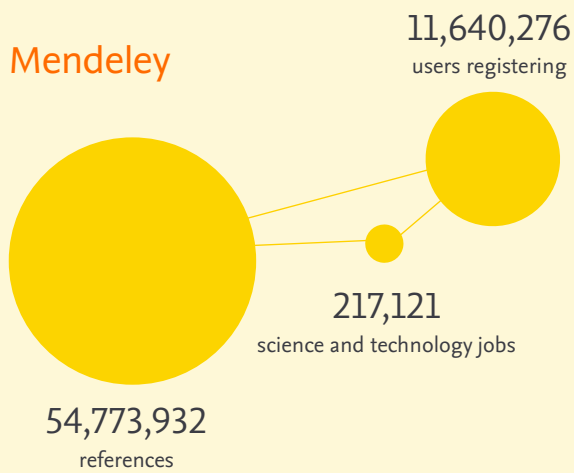 Mendeley
11,640,276
users registering
217,121
science and technology jobs
54,773,932
references